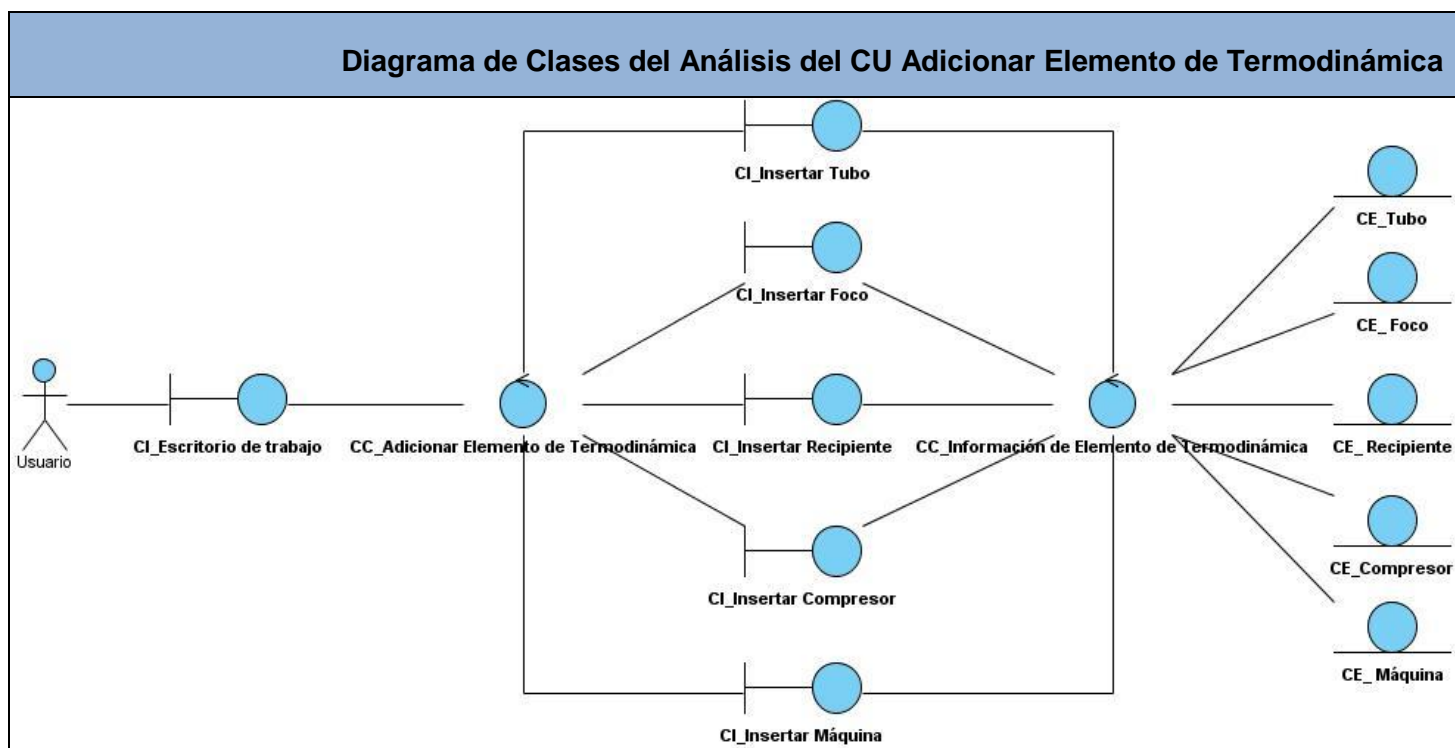 Diagrama de Clases del Análisis del CU Adicionar Elemento de Termodinámica
CI_Insertar Tubo
CE_Tubo
CI_Insertar Foco
CE_ Foco
Usuario
CI_Escritorio de trabajo
CC_Adicionar Elemento de Termodinámica
CI_Insertar Recipiente
CC_Información de Elemento de Termodinámica
CE_ Recipiente
CI_Insertar Compresor
CE_Compresor
CI_Insertar Máquina
CE_ Máquina